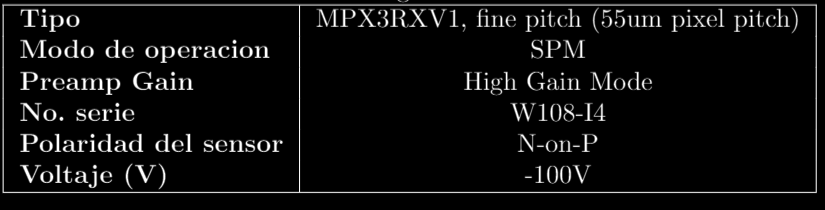 Tipo MPX3RXV1, fine pitch (55um pixel pitch)
Modo de operacion SPM
Preamp Gain High Gain Mode
No. serie W108-I4
Polaridad del sensor N-on-P
Voltaje (V) -100V